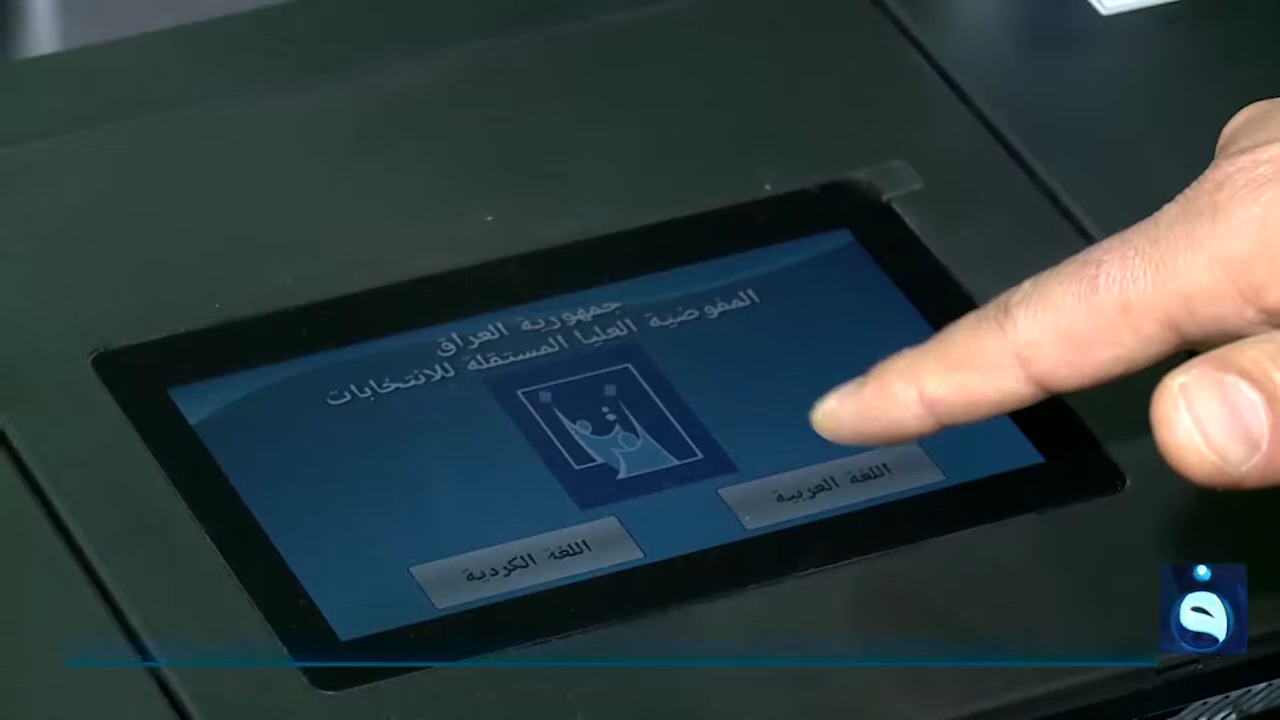 جمهورية العراق
المفوضية العليا المستقلة للانتخابات
اللغة العربية
اللغة الكردية